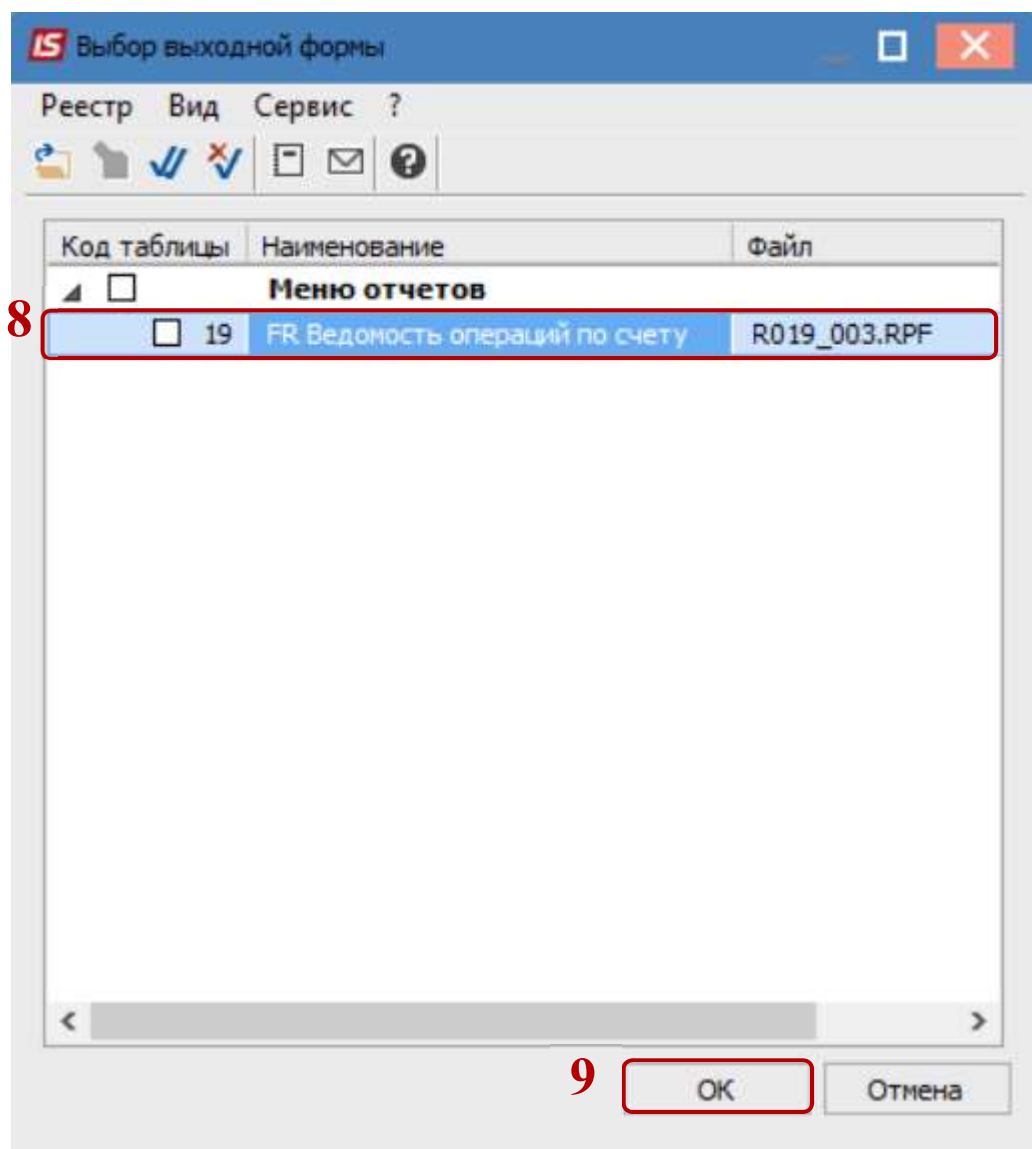 IS Выбор выходной формы
Реестр Вид Сервис ?
Код таблицы Наименование Файл
Меню отчетов
8 19 FR Ведомость операций по счету R019_003.RPF
9 OK Отмена